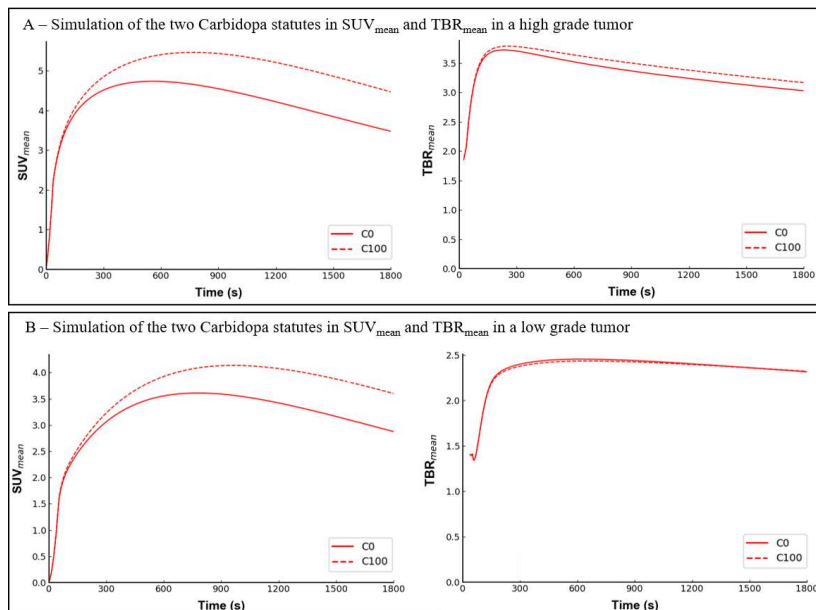 A – Simulation of the two Carbidopa statutes in SUVmean and TBRmean in a high grade tumor
SUVmean
5
4
3
2
1
0
0 300 600 900 1200 1500 1800
Time (s)
C0
C100
TBRmean
3.5
3.0
2.5
2.0
1.5
1.0
0.5
0.0
0 300 600 900 1200 1500 1800
Time (s)
C0
C100
B – Simulation of the two Carbidopa statutes in SUVmean and TBRmean in a low grade tumor
SUVmean
4.0
3.5
3.0
2.5
2.0
1.5
1.0
0.5
0.0
0 300 600 900 1200 1500 1800
Time (s)
C0
C100
TBRmean
2.5
2.0
1.5
1.0
0.5
0.0
0 300 600 900 1200 1500 1800
Time (s)
C0
C100